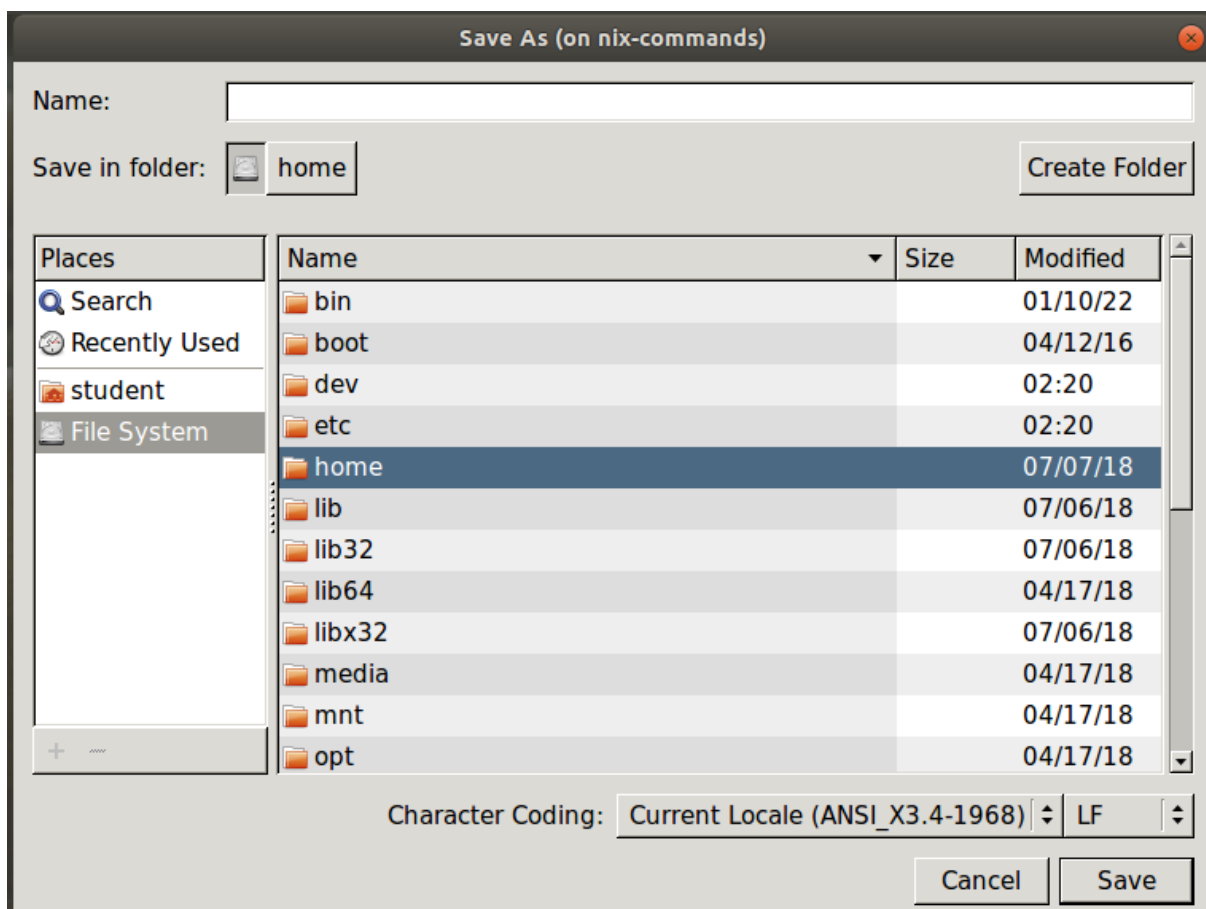 Save As (on nix-commands)
Name:
Save in folder: home Create Folder
Places Name Size Modified
Search bin 01/10/22
Recently Used boot 04/12/16
student dev 02:20
File System etc 02:20
home 07/07/18
lib 07/06/18
lib32 07/06/18
lib64 04/17/18
libx32 07/06/18
media 04/17/18
mnt 04/17/18
opt 04/17/18
Character Coding: Current Locale (ANSI_X3.4-1968) LF
Cancel Save